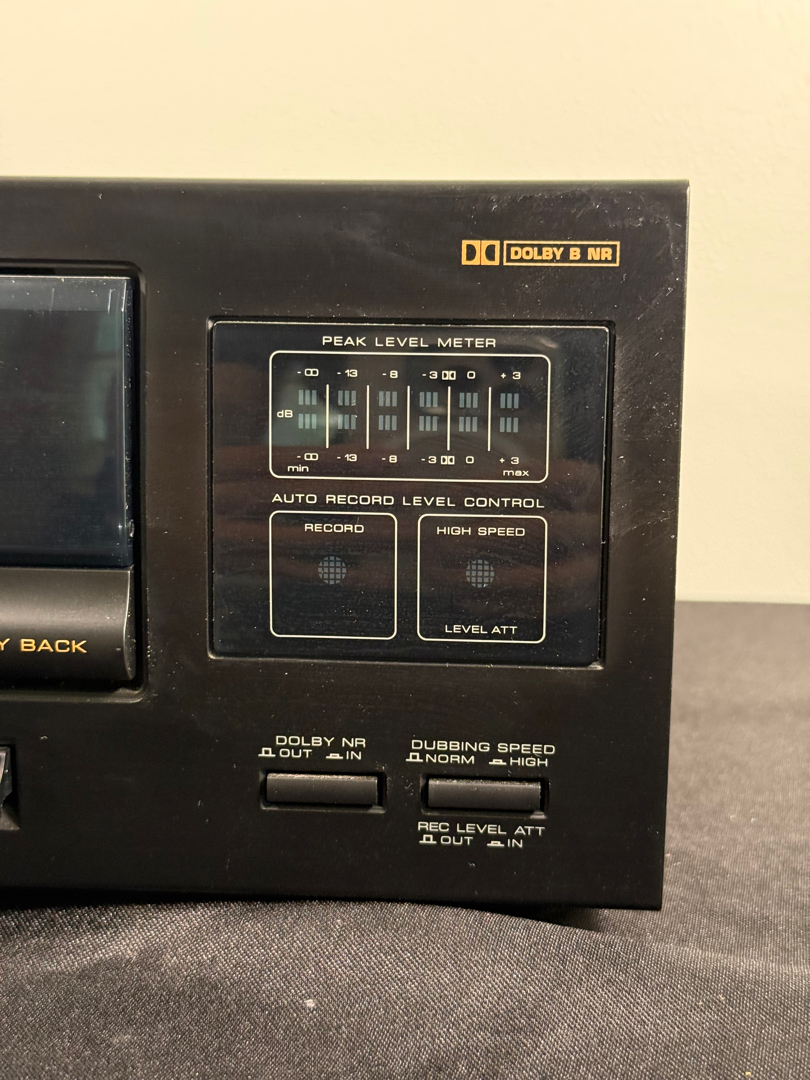 DOLBY B NR
PEAK LEVEL METER
-∞ -13 -8 -3 0 +3
dB
-∞ -13 -8 -3 0 +3
min max
AUTO RECORD LEVEL CONTROL
RECORD HIGH SPEED
LEVEL ATT
Y BACK
DOLBY NR
OUT IN
DUBBING SPEED
NORM HIGH
REC LEVEL ATT
OUT IN